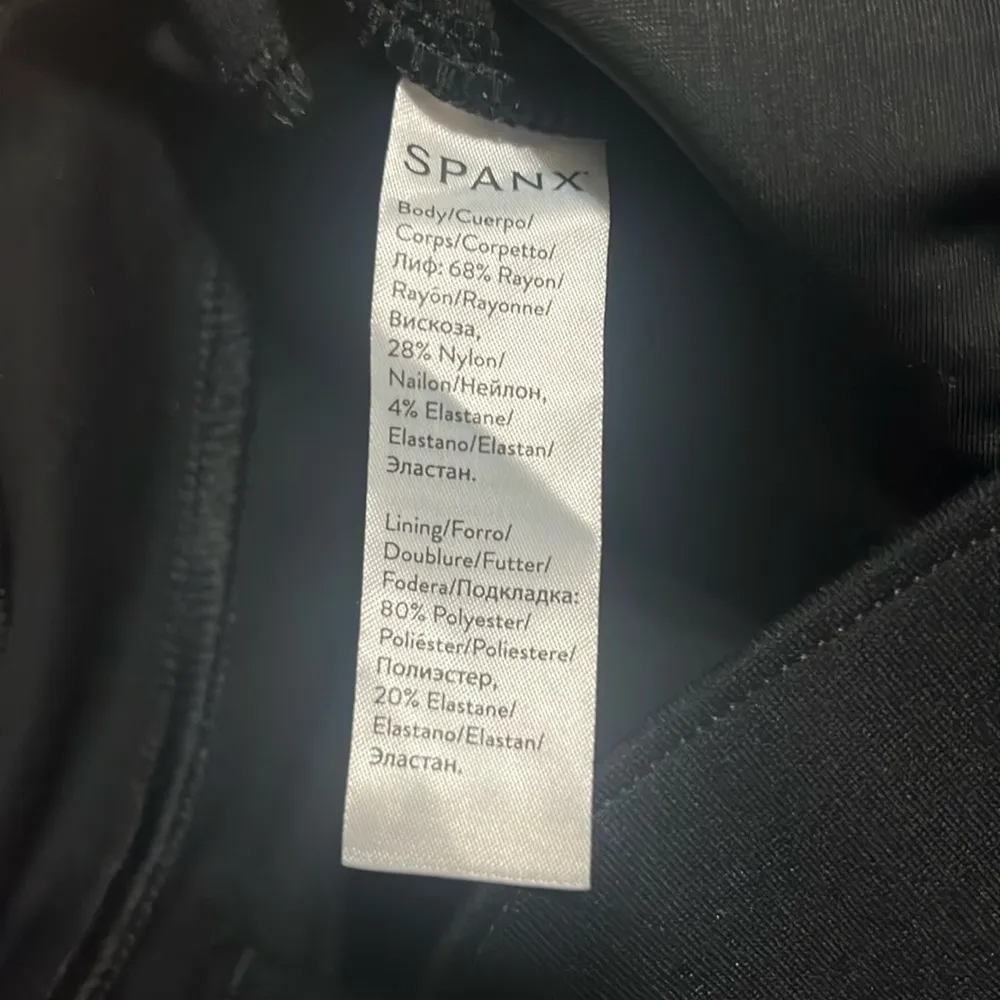 SPANX
Body/Cuerpo/
Corps/Corpetto/
Лиф: 68% Rayon/
Rayón/Rayonne/
Вискоза,
28% Nylon/
Nailon/Нейлон,
4% Elastane/
Elastano/Elastan/
Эластан.
Lining/Forro/
Doublure/Futter/
Fodera/Подкладка:
80% Polyester/
Poliéster/Poliestere/
Полиэстер,
20% Elastane/
Elastano/Elastan/
Эластан.